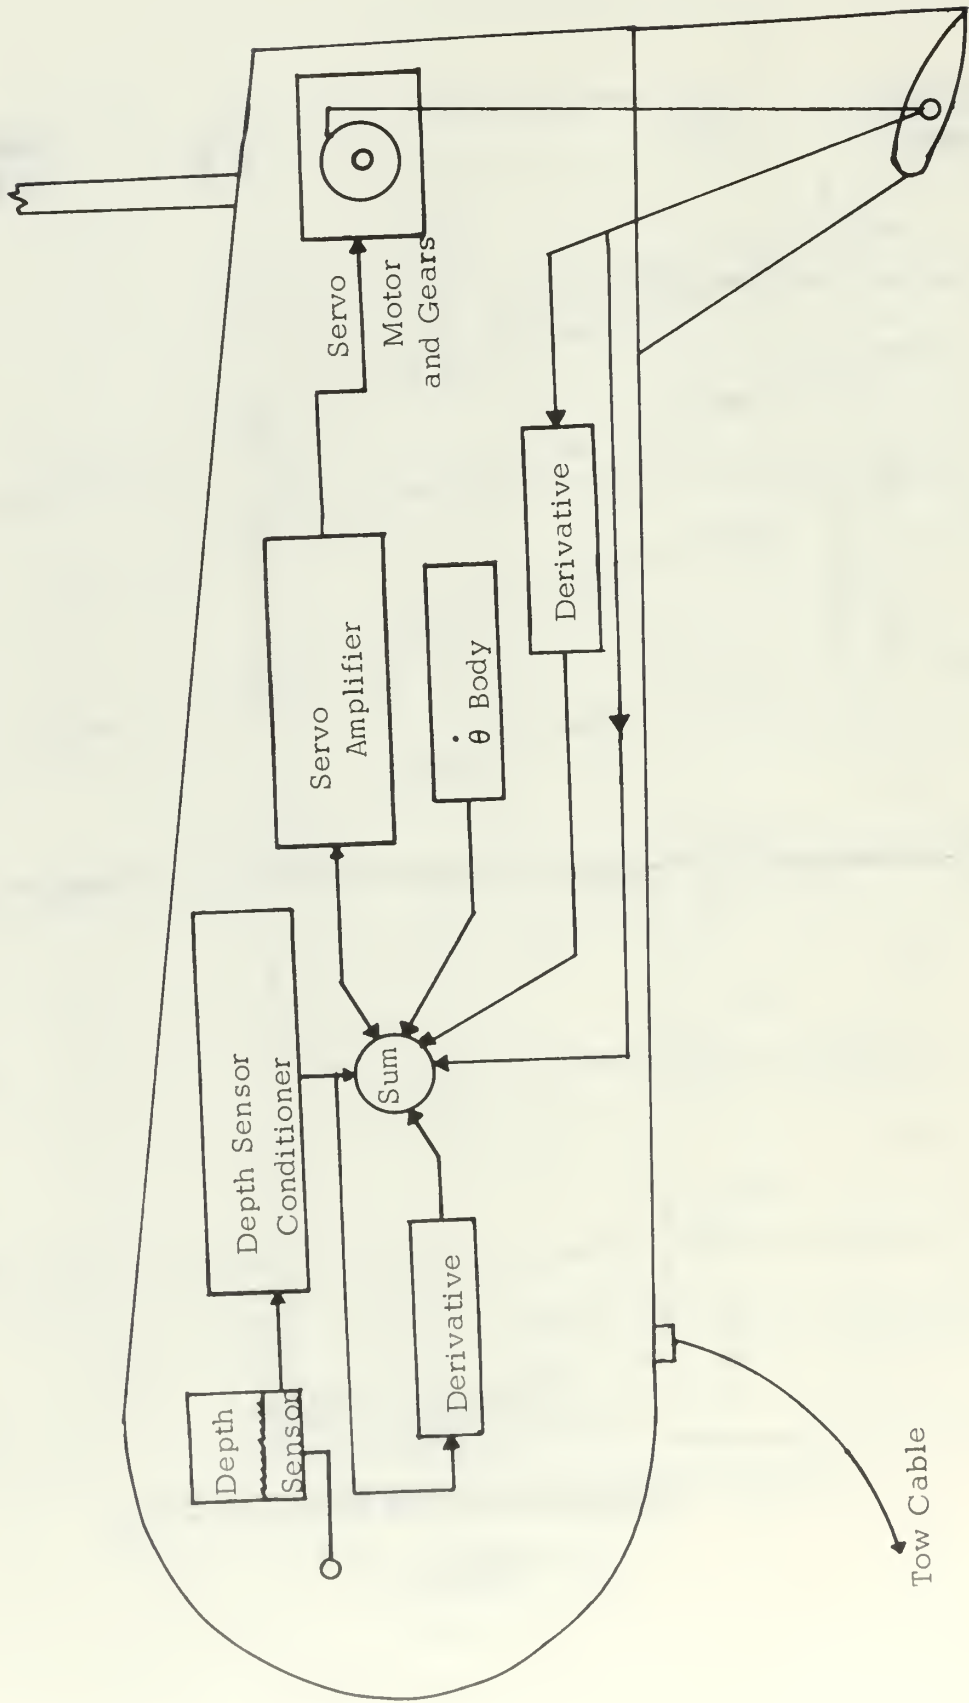 Depth
Sensor
Depth Sensor
Conditioner
Derivative
Sum
Servo
Amplifier
θ̇ Body
Derivative
Servo
Motor
and Gears
Tow Cable